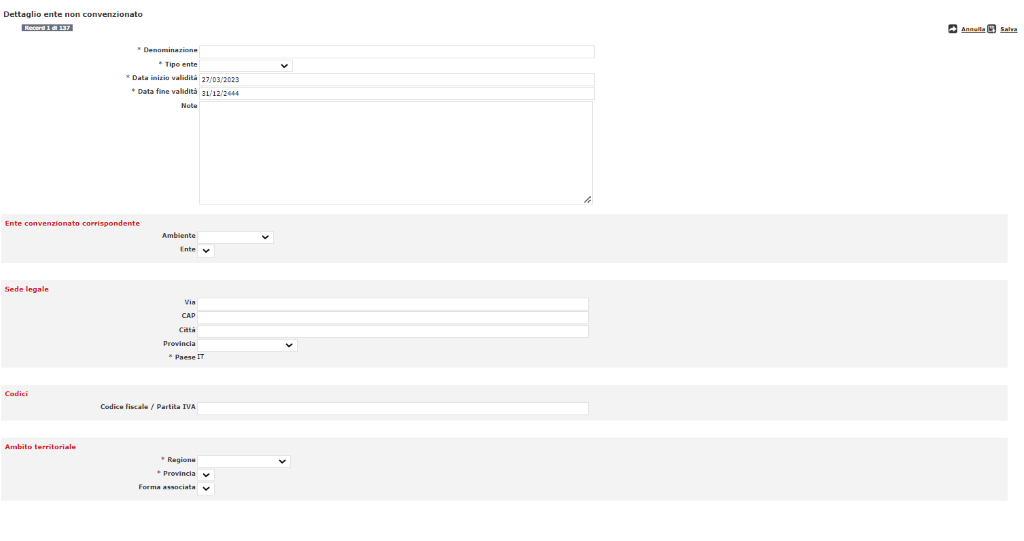 Dettaglio ente non convenzionato
Record 1 di 137
Annulla Salva
* Denominazione
* Tipo ente
* Data inizio validità 27/03/2023
* Data fine validità 31/12/2444
Note
Ente convenzionato corrispondente
Ambiente
Ente
Sede legale
Via
CAP
Città
Provincia
* Paese IT
Codici
Codice fiscale / Partita IVA
Ambito territoriale
* Regione
* Provincia
Forma associata